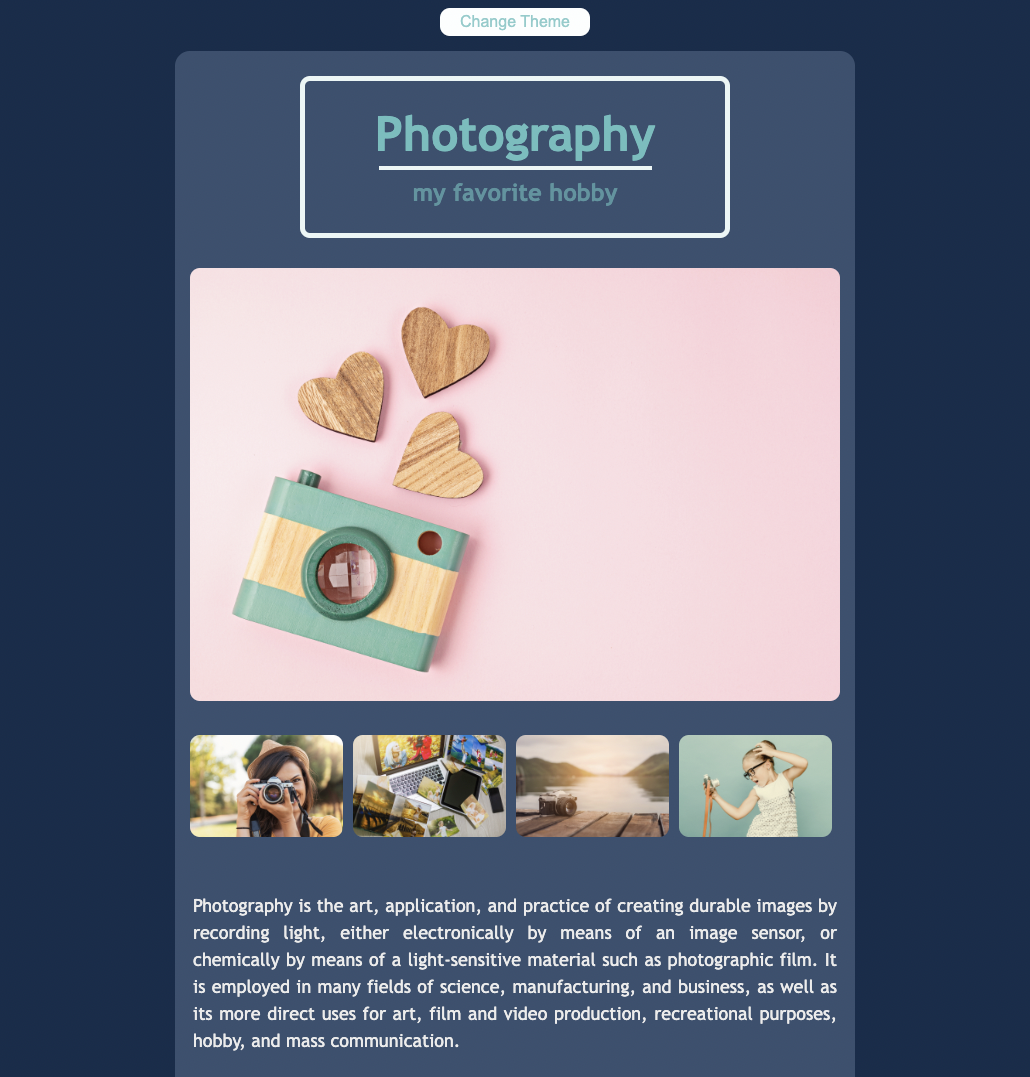 Change Theme
Photography
my favorite hobby
Photography is the art, application, and practice of creating durable images by
recording light, either electronically by means of an image sensor, or
chemically by means of a light-sensitive material such as photographic film. It
is employed in many fields of science, manufacturing, and business, as well as
its more direct uses for art, film and video production, recreational purposes,
hobby, and mass communication.